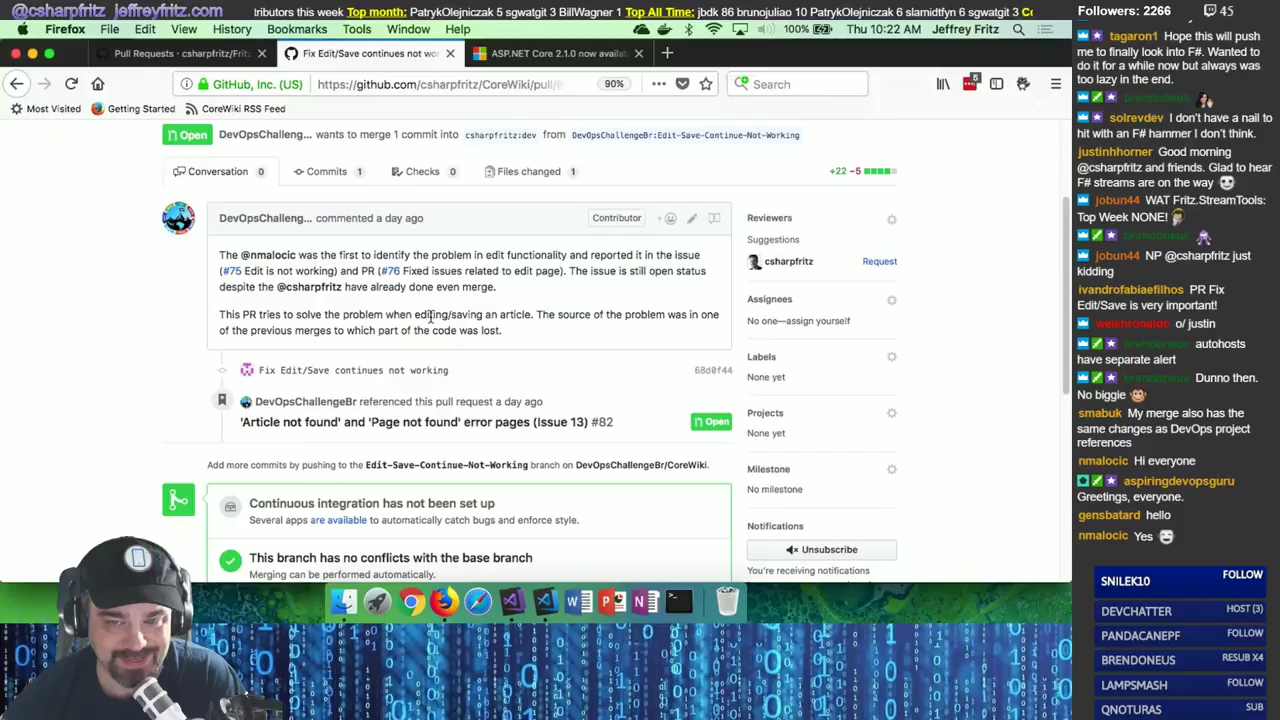 @csharpfritz jeffreyfritz.com
tributors this week Top month: PatrykOlejniczak 5 sgwatgit 3 BillWagner 1 Top All Time: jbdk 86 brunojuliao 10 PatrykOlejniczak 6 slamidtfyn 6 sgwatgit 3
Followers: 2266 45
Firefox File Edit View History Bookmarks Tools Window Help 100% Thu 10:22 AM Jeffrey Fritz
Pull Requests · csharpfritz/Fritz
Fix Edit/Save continues not wo
ASP.NET Core 2.1.0 now availab
GitHub, Inc. (US) https://github.com/csharpfritz/CoreWiki/pull/ 90% Search 5
Most Visited Getting Started CoreWiki RSS Feed
Open DevOpsChalleng... wants to merge 1 commit into csharpfritz:dev from DevOpsChallengeBr:Edit-Save-Continue-Not-Working
Conversation 0 Commits 1 Checks 0 Files changed 1 +22 −5
DevOpsChalleng... commented a day ago Contributor
The @nmalocic was the first to identify the problem in edit functionality and reported it in the issue
(#75 Edit is not working) and PR (#76 Fixed issues related to edit page). The issue is still open status
despite the @csharpfritz have already done even merge.
This PR tries to solve the problem when editing/saving an article. The source of the problem was in one
of the previous merges to which part of the code was lost.
Fix Edit/Save continues not working 68d0f44
DevOpsChallengeBr referenced this pull request a day ago
'Article not found' and 'Page not found' error pages (Issue 13) #82 Open
Add more commits by pushing to the Edit-Save-Continue-Not-Working branch on DevOpsChallengeBr/CoreWiki.
Continuous integration has not been set up
Several apps are available to automatically catch bugs and enforce style.
This branch has no conflicts with the base branch
Merging can be performed automatically.
Reviewers
Suggestions
csharpfritz Request
Assignees
No one—assign yourself
Labels
None yet
Projects
None yet
Milestone
No milestone
Notifications
Unsubscribe
You're receiving notifications
tagaron1 Hope this will push
me to finally look into F#. Wanted to
do it for a while now but was always
too lazy in the end.
brendoneus
solrevdev I don't have a nail to
hit with an F# hammer I don't think.
justinhhorner Good morning
@csharpfritz and friends. Glad to hear
F# streams are on the way
jobun44 WAT Fritz.StreamTools:
Top Week NONE!
brendoneus
jobun44 NP @csharpfritz just
kidding
ivandrofabiaefilhos PR Fix
Edit/Save is very important!
weishronaldo o/ justin
brendoneus autohosts
have separate alert
brendoneus Dunno then.
No biggie
smabuk My merge also has the
same changes as DevOps project
references
nmalocic Hi everyone
aspiringdevopsguru
Greetings, everyone.
gensbatard hello
nmalocic Yes
SNILEK10 FOLLOW
DEVCHATTER HOST (3)
PANDACANEPF FOLLOW
BRENDONEUS RESUB X4
LAMPSMASH FOLLOW
QNOTURAS SUB